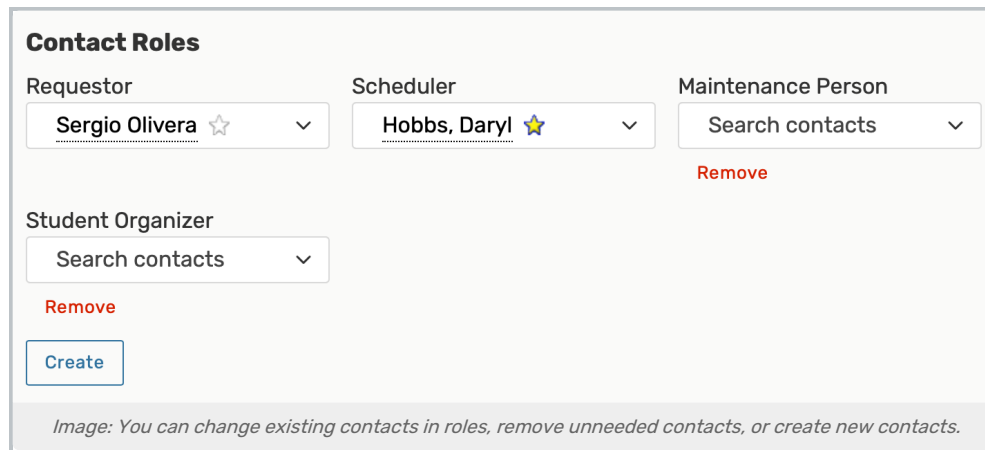 Contact Roles
Requestor Scheduler Maintenance Person
Sergio Olivera Hobbs, Daryl Search contacts
Remove
Student Organizer
Search contacts
Remove
Create
Image: You can change existing contacts in roles, remove unneeded contacts, or create new contacts.